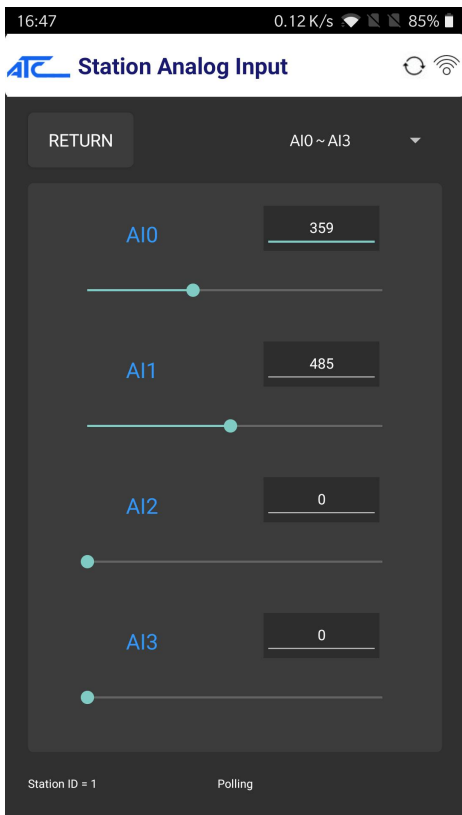 16:47 0.12 K/s 85%
ATC Station Analog Input
RETURN AI0 ~ AI3
AI0 359
AI1 485
AI2 0
AI3 0
Station ID = 1 Polling